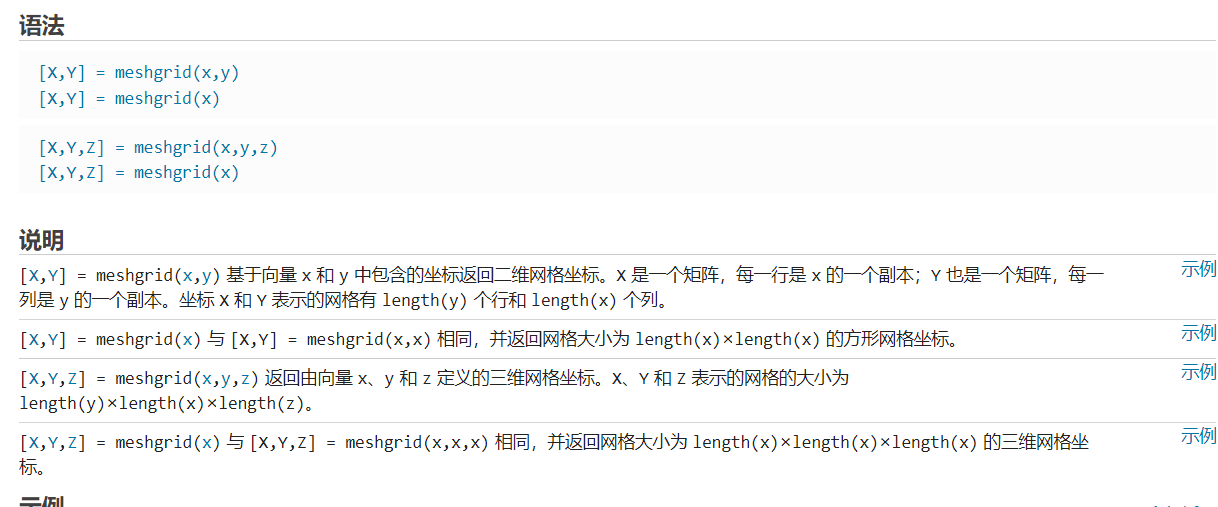 语法
[X,Y] = meshgrid(x,y)
[X,Y] = meshgrid(x)
[X,Y,Z] = meshgrid(x,y,z)
[X,Y,Z] = meshgrid(x)
说明
[X,Y] = meshgrid(x,y) 基于向量 x 和 y 中包含的坐标返回二维网格坐标。X 是一个矩阵，每一行是 x 的一个副本；Y 也是一个矩阵，每一
示例
列是 y 的一个副本。坐标 X 和 Y 表示的网格有 length(y) 个行和 length(x) 个列。
[X,Y] = meshgrid(x) 与 [X,Y] = meshgrid(x,x) 相同，并返回网格大小为 length(x)×length(x) 的方形网格坐标。
示例
[X,Y,Z] = meshgrid(x,y,z) 返回由向量 x、y 和 z 定义的三维网格坐标。X、Y 和 Z 表示的网格的大小为
示例
length(y)×length(x)×length(z)。
[X,Y,Z] = meshgrid(x) 与 [X,Y,Z] = meshgrid(x,x,x) 相同，并返回网格大小为 length(x)×length(x)×length(x) 的三维网格坐
示例
标。
示例